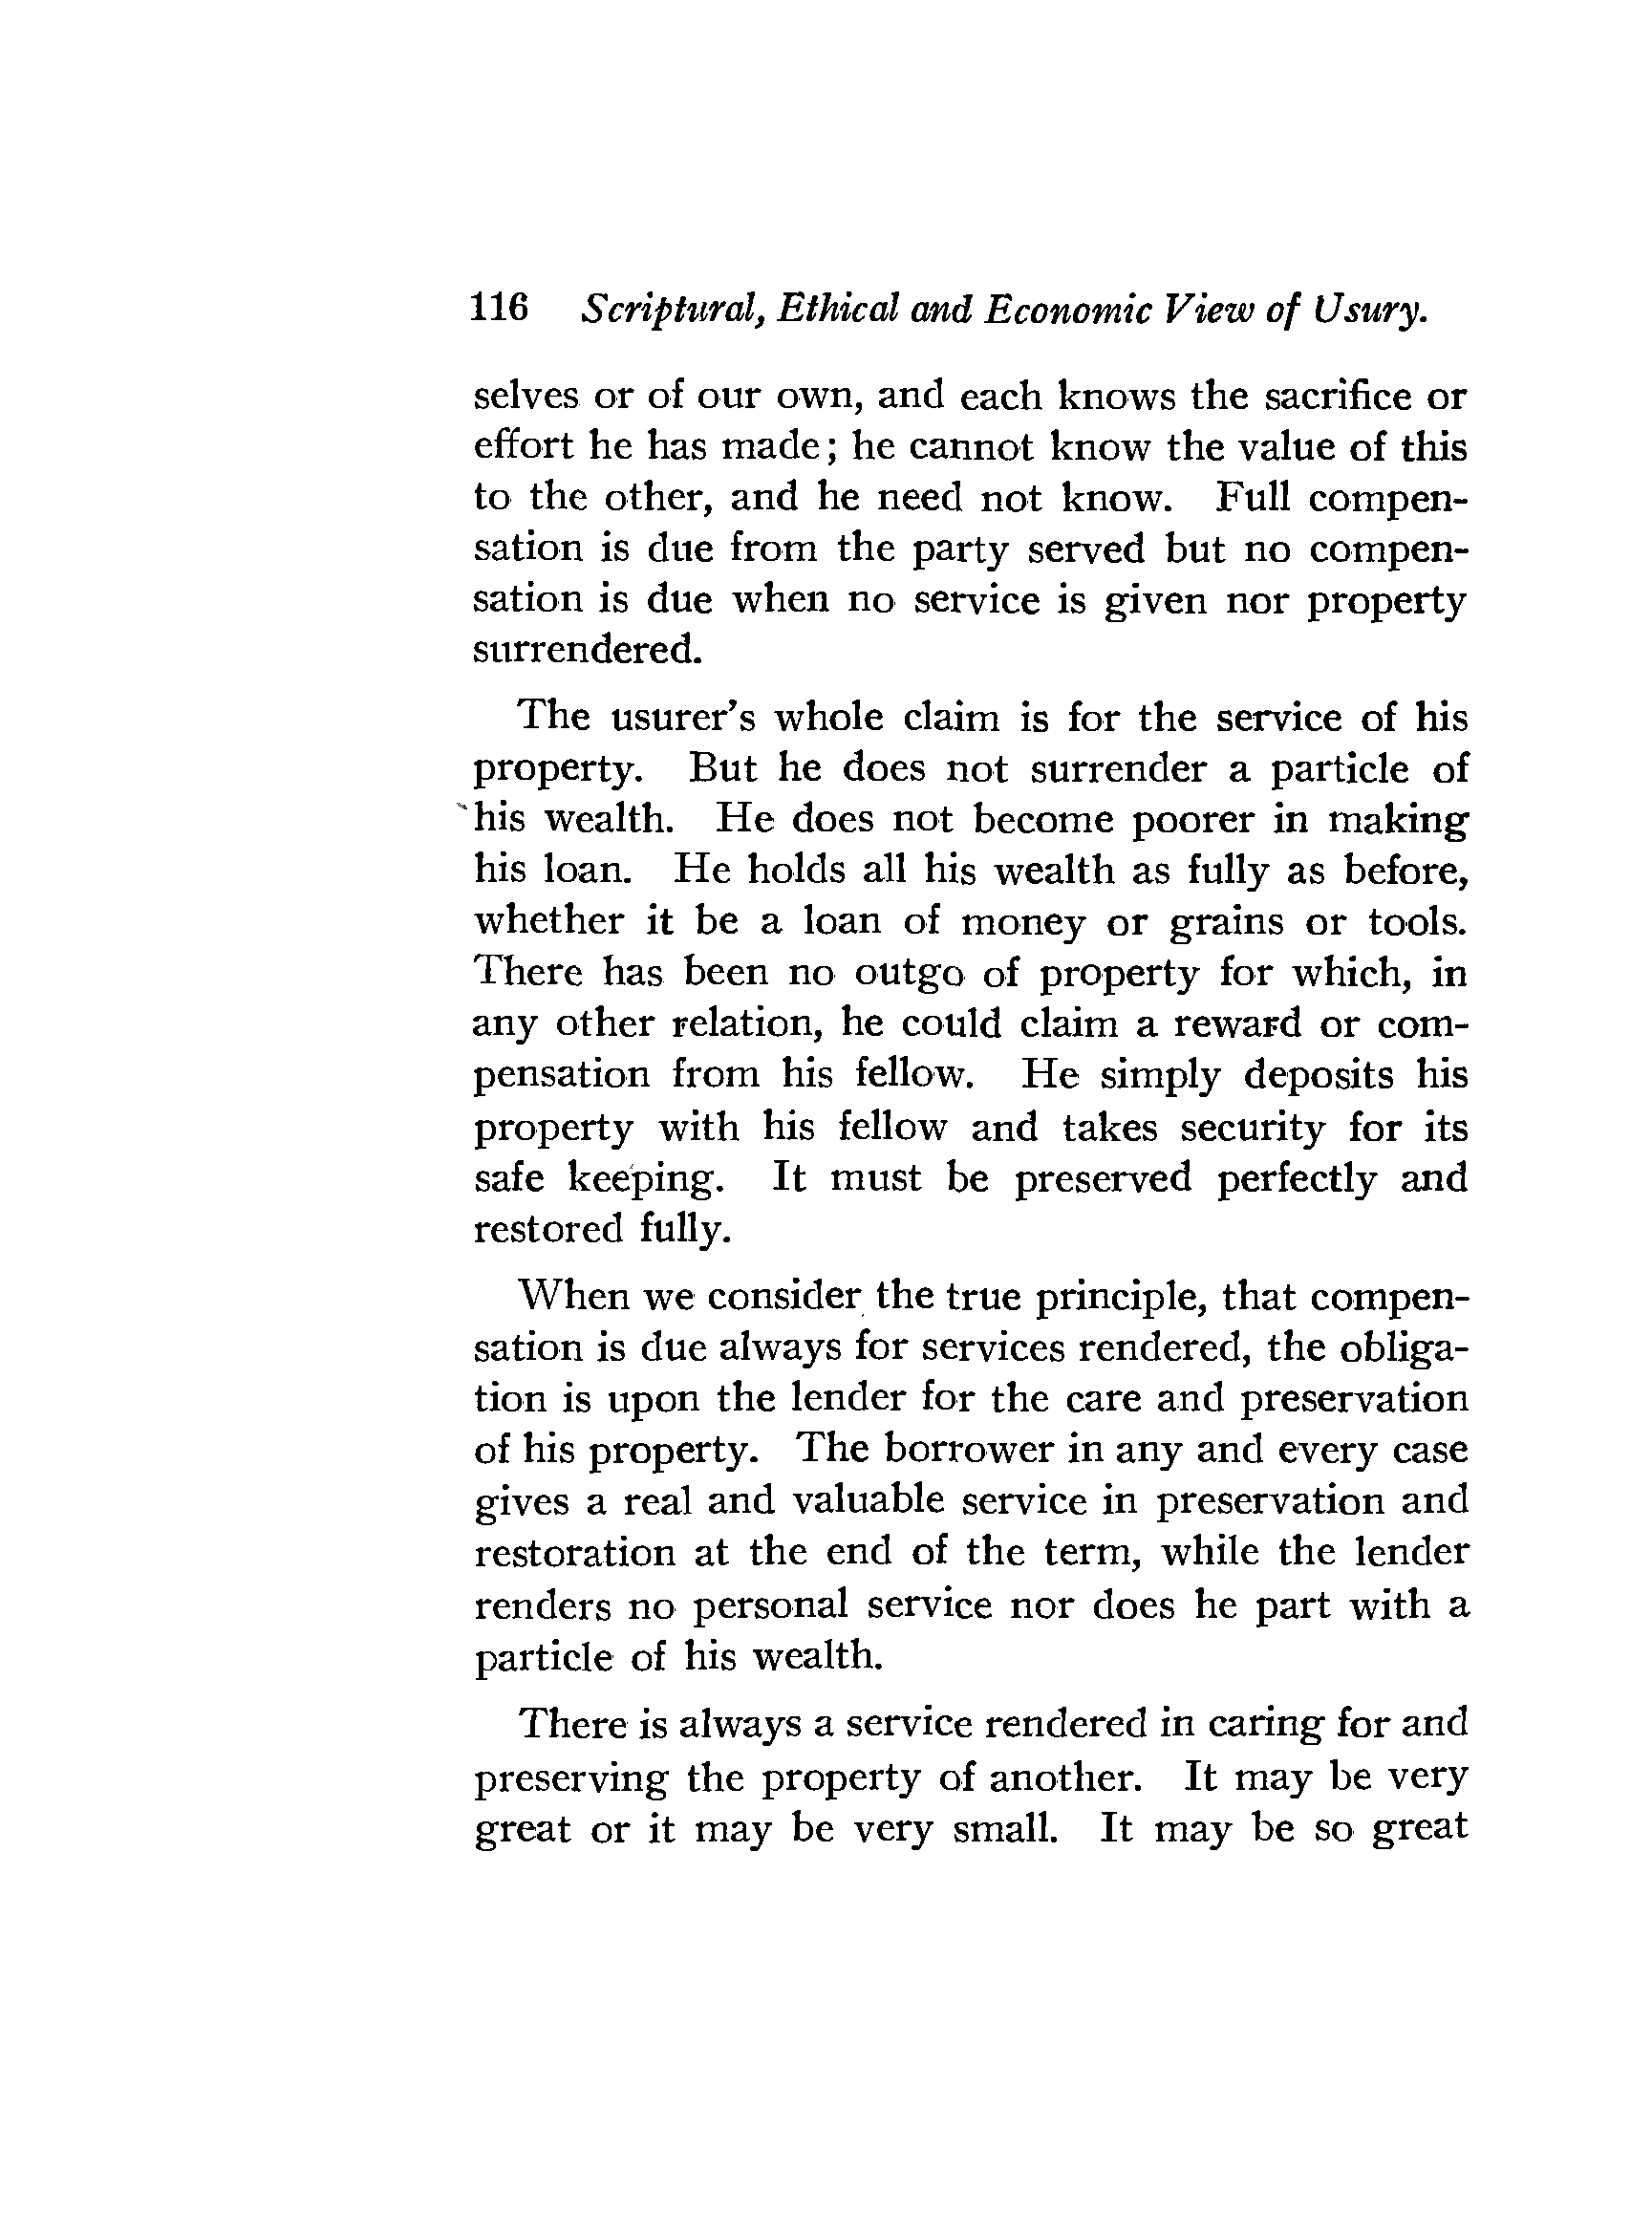 116 Scriptural, Ethical and Economic View of Usury.
selves or of our own, and each knows the sacrifice or
effort he has made; he cannot know the value of this
to the other, and he need not know. Full compen-
sation is due from the party served but no compen-
sation is due when no service is given nor property
surrendered.
The usurer's whole claim is for the service of his
property. But he does not surrender a particle of
his wealth. He does not become poorer in making
his loan. He holds all his wealth as fully as before,
whether it be a loan of money or grains or tools.
There has been no outgo of property for which, in
any other relation, he could claim a reward or com-
pensation from his fellow. He simply deposits his
property with his fellow and takes security for its
safe keeping. It must be preserved perfectly and
restored fully.
When we consider the true principle, that compen-
sation is due always for services rendered, the obliga-
tion is upon the lender for the care and preservation
of his property. The borrower in any and every case
gives a real and valuable service in preservation and
restoration at the end of the term, while the lender
renders no personal service nor does he part with a
particle of his wealth.
There is always a service rendered in caring for and
preserving the property of another. It may be very
great or it may be very small. It may be so great